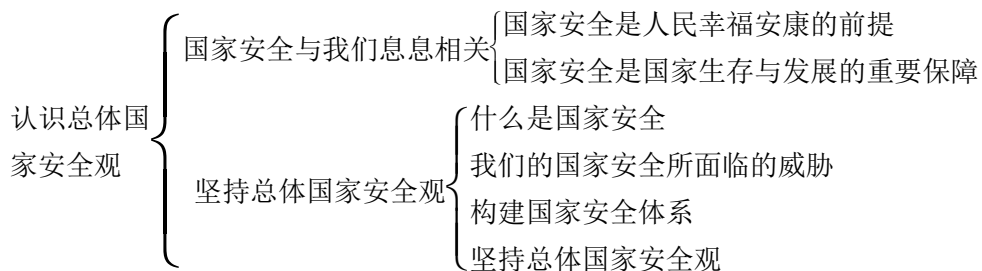 认识总体国
家安全观
国家安全与我们息息相关
国家安全是人民幸福安康的前提
国家安全是国家生存与发展的重要保障
坚持总体国家安全观
什么是国家安全
我们的国家安全所面临的威胁
构建国家安全体系
坚持总体国家安全观